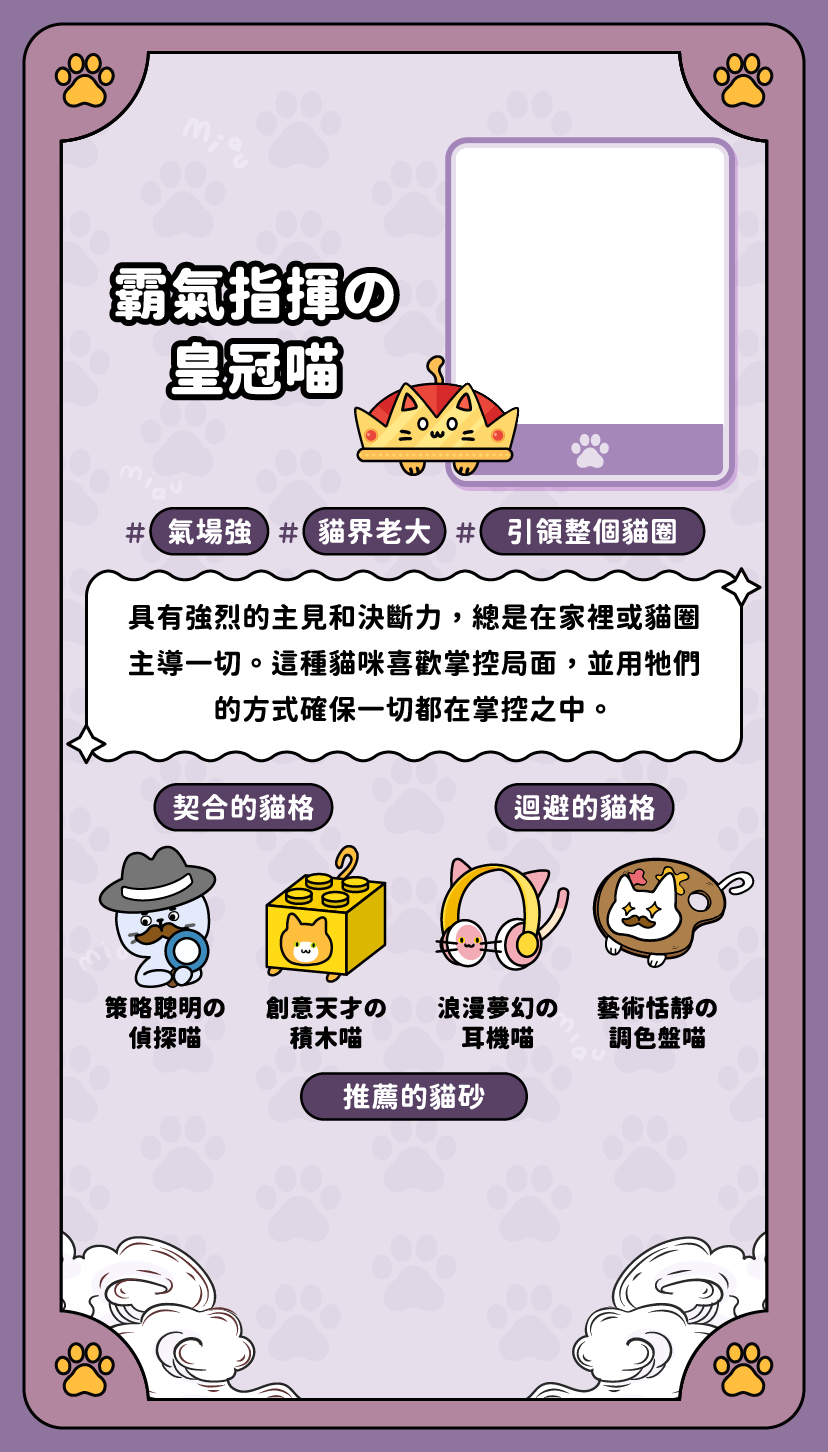 miau
霸氣指揮の
皇冠喵
miau
#氣場強 #貓界老大 #引領整個貓圈
具有強烈的主見和決斷力，總是在家裡或貓圈
主導一切。這種貓咪喜歡掌控局面，並用牠們
的方式確保一切都在掌控之中。
契合的貓格 迴避的貓格
miau
策略聰明の 創意天才の 浪漫夢幻の 藝術恬靜の
偵探喵 積木喵 耳機喵 調色盤喵
miau
推薦的貓砂